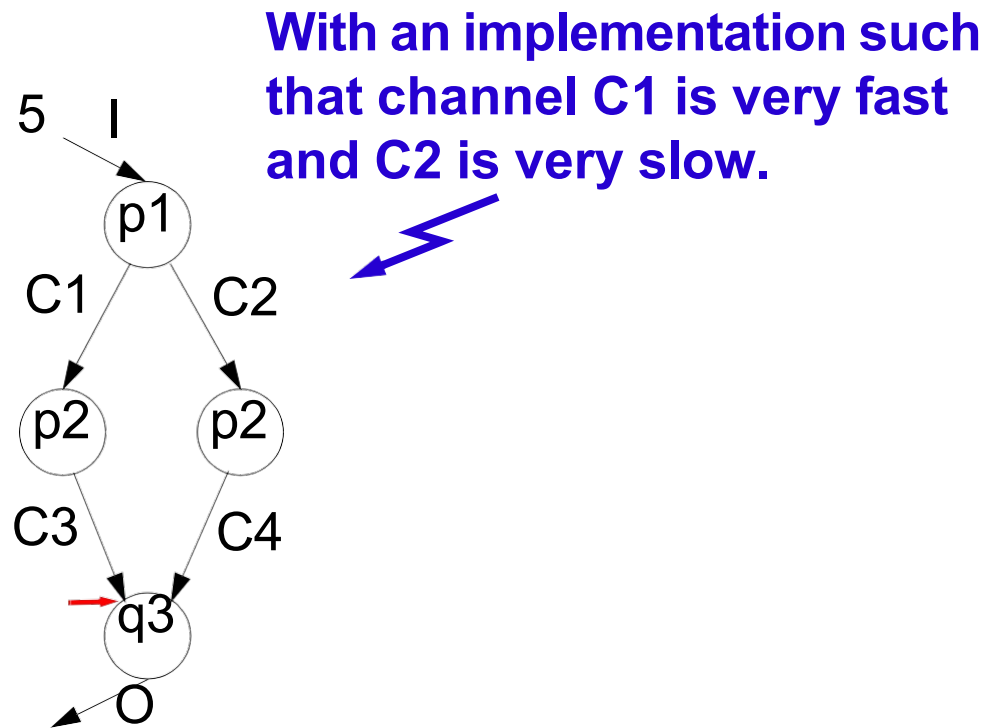 With an implementation such
that channel C1 is very fast
and C2 is very slow.
5 I
p1
C1 C2
p2 p2
C3 C4
q3
O